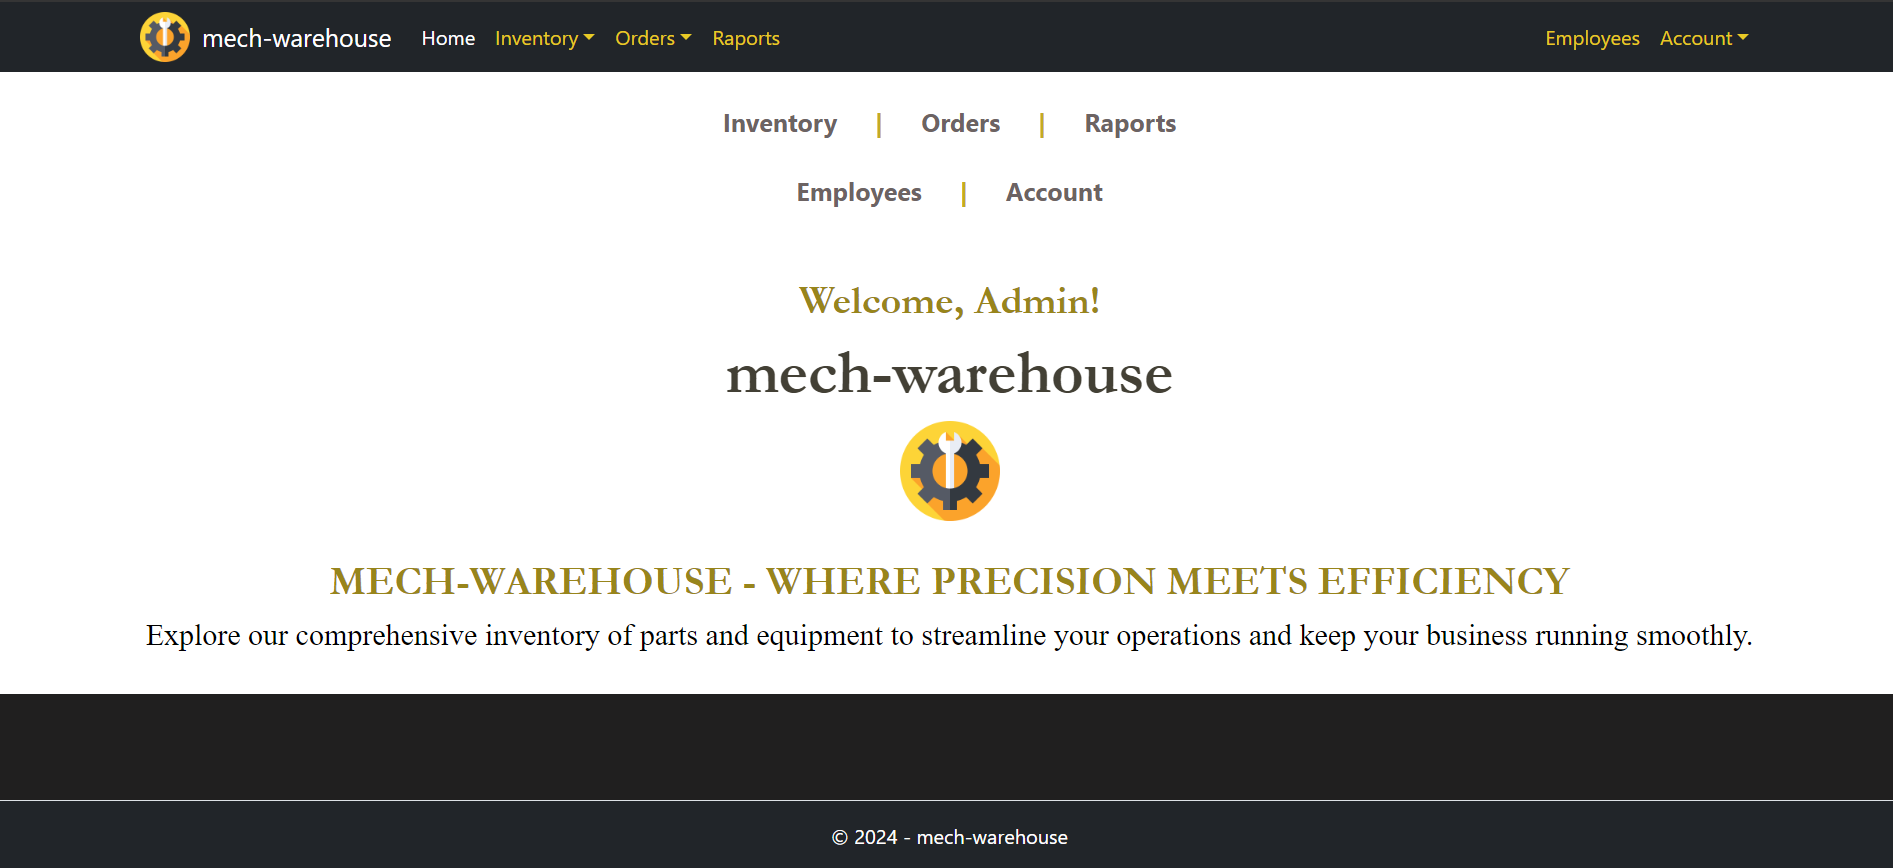 mech-warehouse Home Inventory Orders Raports Employees Account
Inventory | Orders | Raports
Employees | Account
Welcome, Admin!
mech-warehouse
MECH-WAREHOUSE - WHERE PRECISION MEETS EFFICIENCY
Explore our comprehensive inventory of parts and equipment to streamline your operations and keep your business running smoothly.
© 2024 - mech-warehouse